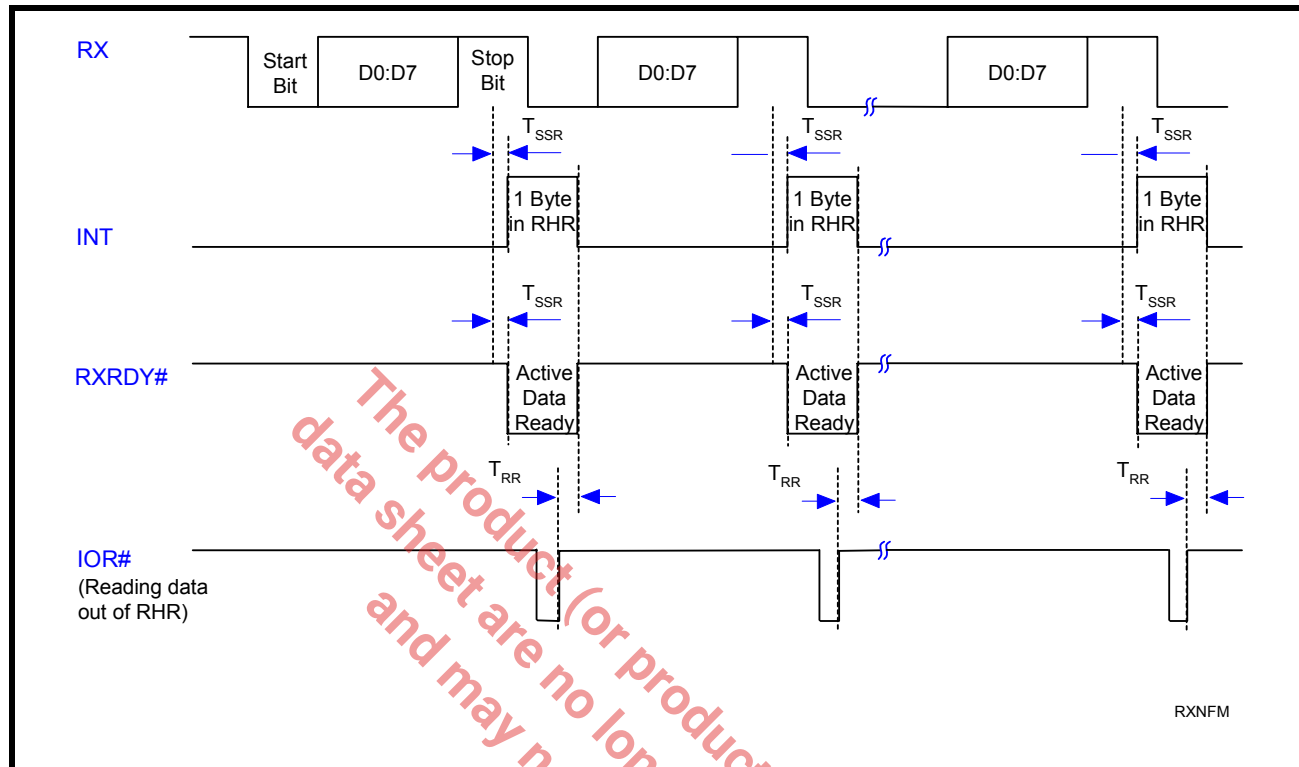 RX
Start
Bit
D0:D7
Stop
Bit
D0:D7
D0:D7
TSSR
TSSR
TSSR
INT
1 Byte
in RHR
1 Byte
in RHR
1 Byte
in RHR
TSSR
TSSR
TSSR
RXRDY#
Active
Data
Ready
Active
Data
Ready
Active
Data
Ready
TRR
TRR
TRR
IOR#
(Reading data
out of RHR)
RXNFM
The product (or product
data sheet are no lon
and may n